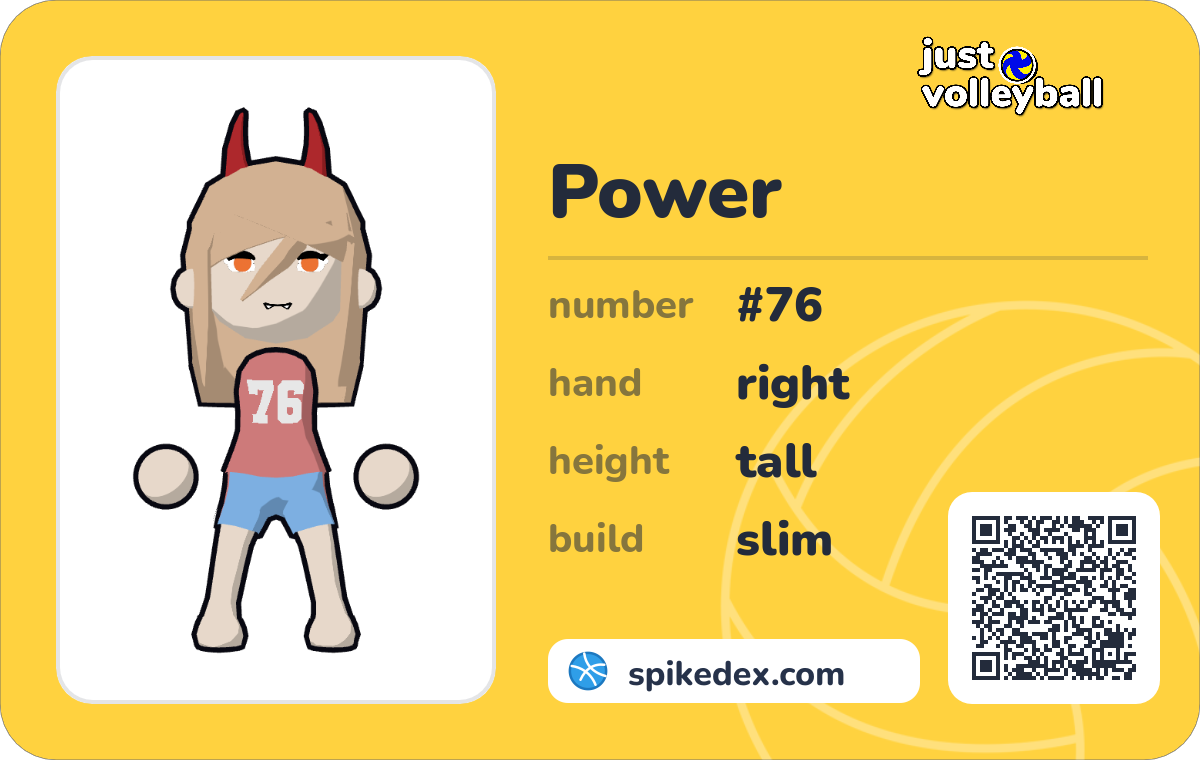 just
volleyball
Power
number #76
hand right
height tall
build slim
76
spikedex.com